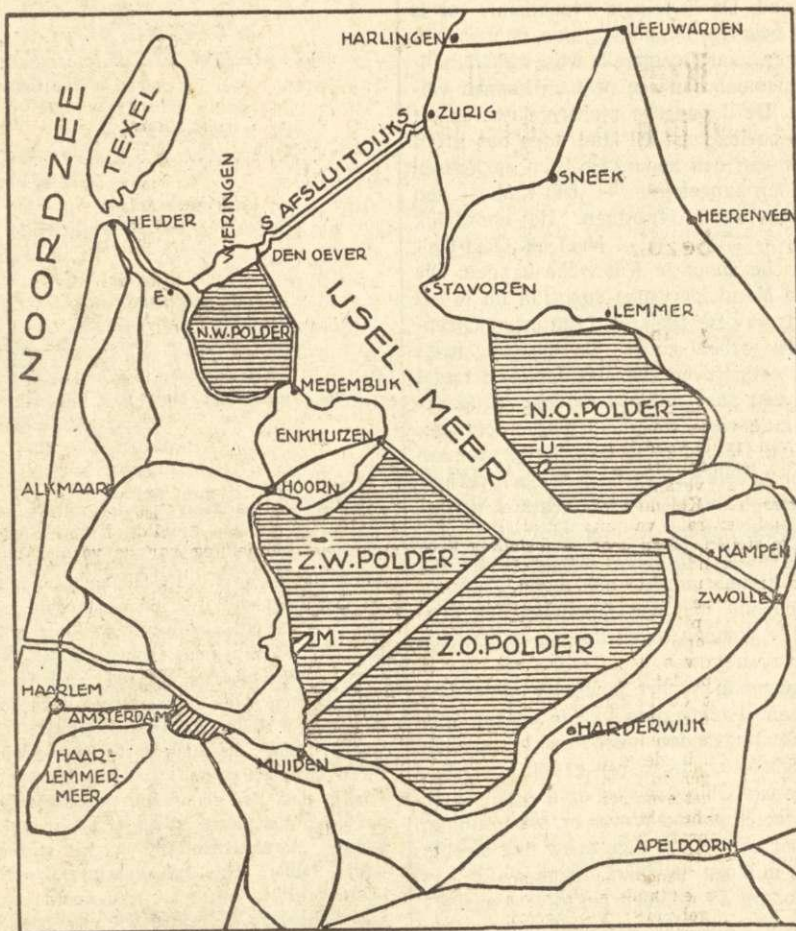 HARLINGEN
LEEUWARDEN
NOORDZEE
TEXEL
ZURIG
S AFSLUITDIJK S
SNEEK
WIERINGEN
HELDER
HEERENVEEN
DEN OEVER
E
STAVOREN
IJSEL-MEER
LEMMER
N.W. POLDER
MEDEMBLIK
N.O. POLDER
ENKHUIZEN
U
ALKMAAR
HOORN
Z.W. POLDER
KAMPEN
ZWOLLE
M
Z.O. POLDER
HAARLEM
AMSTERDAM
HARDERWIJK
HAAR-
LEMMER-
MEER
MUIDEN
APELDOORN